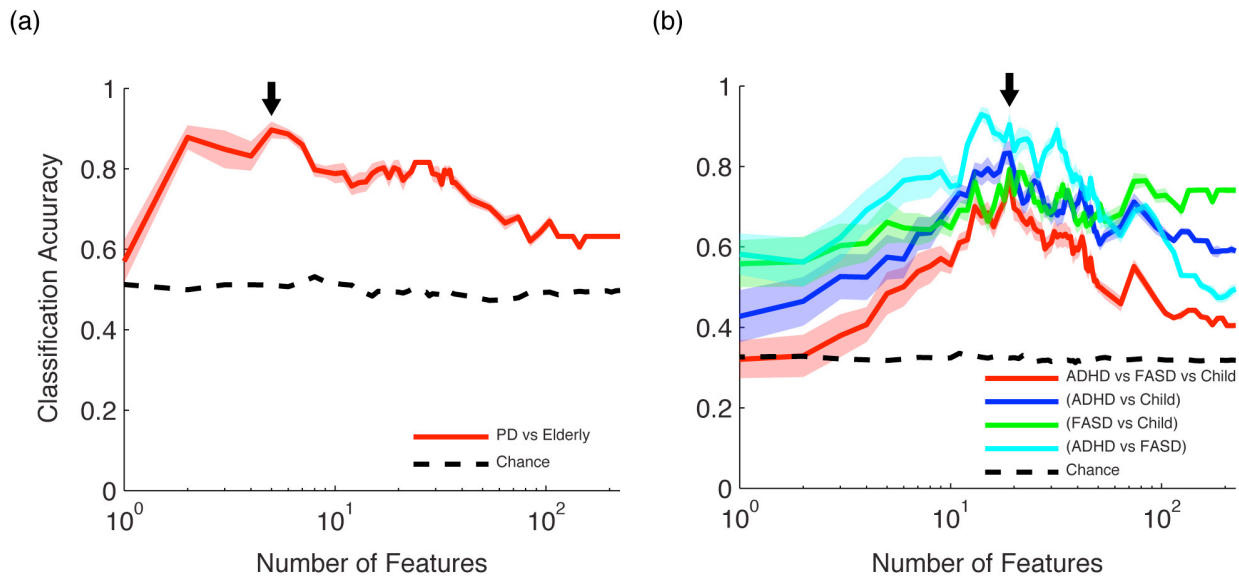 (a)
1
0.8
0.6
0.4
0.2
0
Classification Acuuracy
10^0
10^1
10^2
Number of Features
PD vs Elderly
Chance
(b)
1
0.8
0.6
0.4
0.2
0
10^0
10^1
10^2
Number of Features
ADHD vs FASD vs Child
(ADHD vs Child)
(FASD vs Child)
(ADHD vs FASD)
Chance